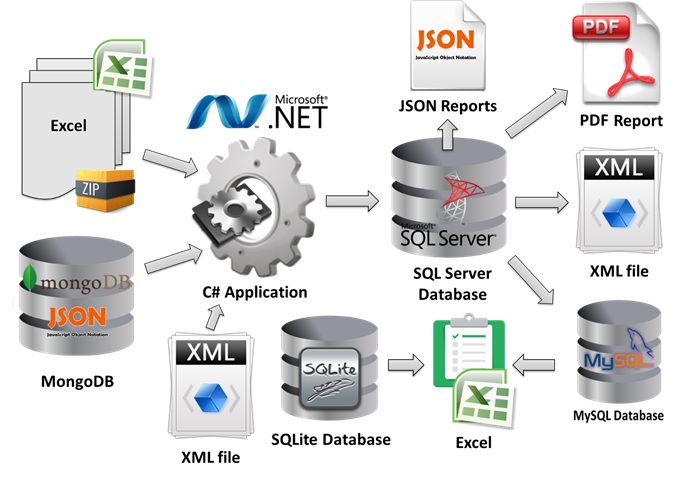 JSON
JavaScript Object Notation
JSON Reports
PDF
PDF Report
Excel
ZIP
Microsoft®
.NET
XML
XML file
Microsoft®
SQL Server®
SQL Server
Database
C# Application
mongoDB
JSON
JavaScript Object Notation
MongoDB
XML
XML file
SQLite
SQLite Database
Excel
MySQL
MySQL Database